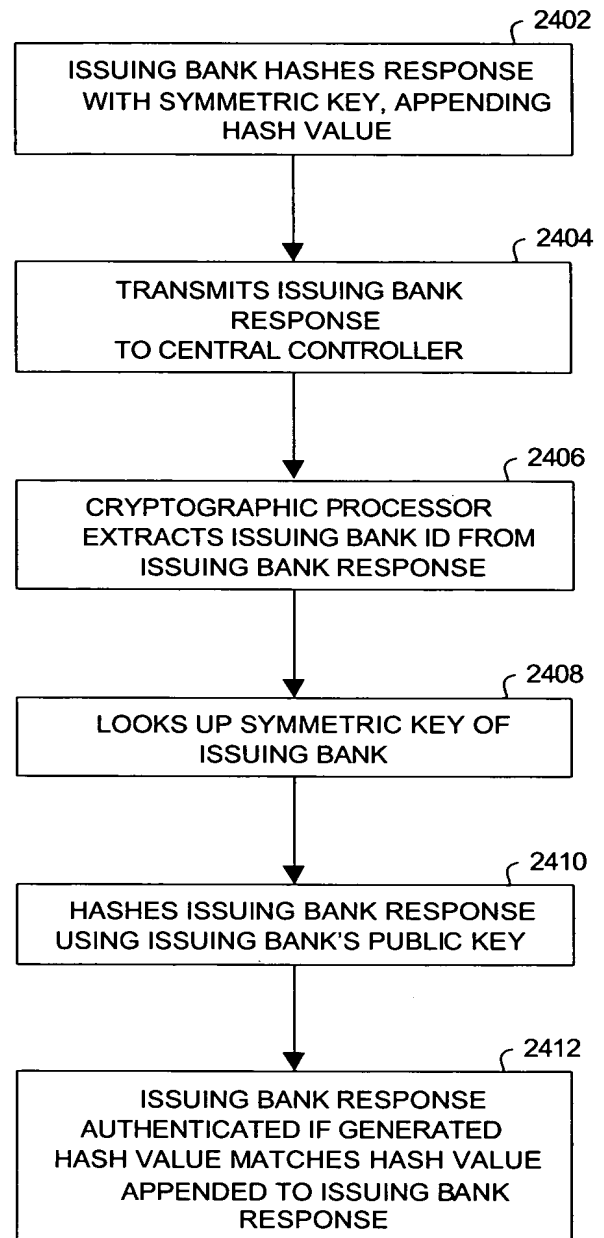 2402
ISSUING BANK HASHES RESPONSE
WITH SYMMETRIC KEY, APPENDING
HASH VALUE
2404
TRANSMITS ISSUING BANK
RESPONSE
TO CENTRAL CONTROLLER
2406
CRYPTOGRAPHIC PROCESSOR
EXTRACTS ISSUING BANK ID FROM
ISSUING BANK RESPONSE
2408
LOOKS UP SYMMETRIC KEY OF
ISSUING BANK
2410
HASHES ISSUING BANK RESPONSE
USING ISSUING BANK'S PUBLIC KEY
2412
ISSUING BANK RESPONSE
AUTHENTICATED IF GENERATED
HASH VALUE MATCHES HASH VALUE
APPENDED TO ISSUING BANK
RESPONSE